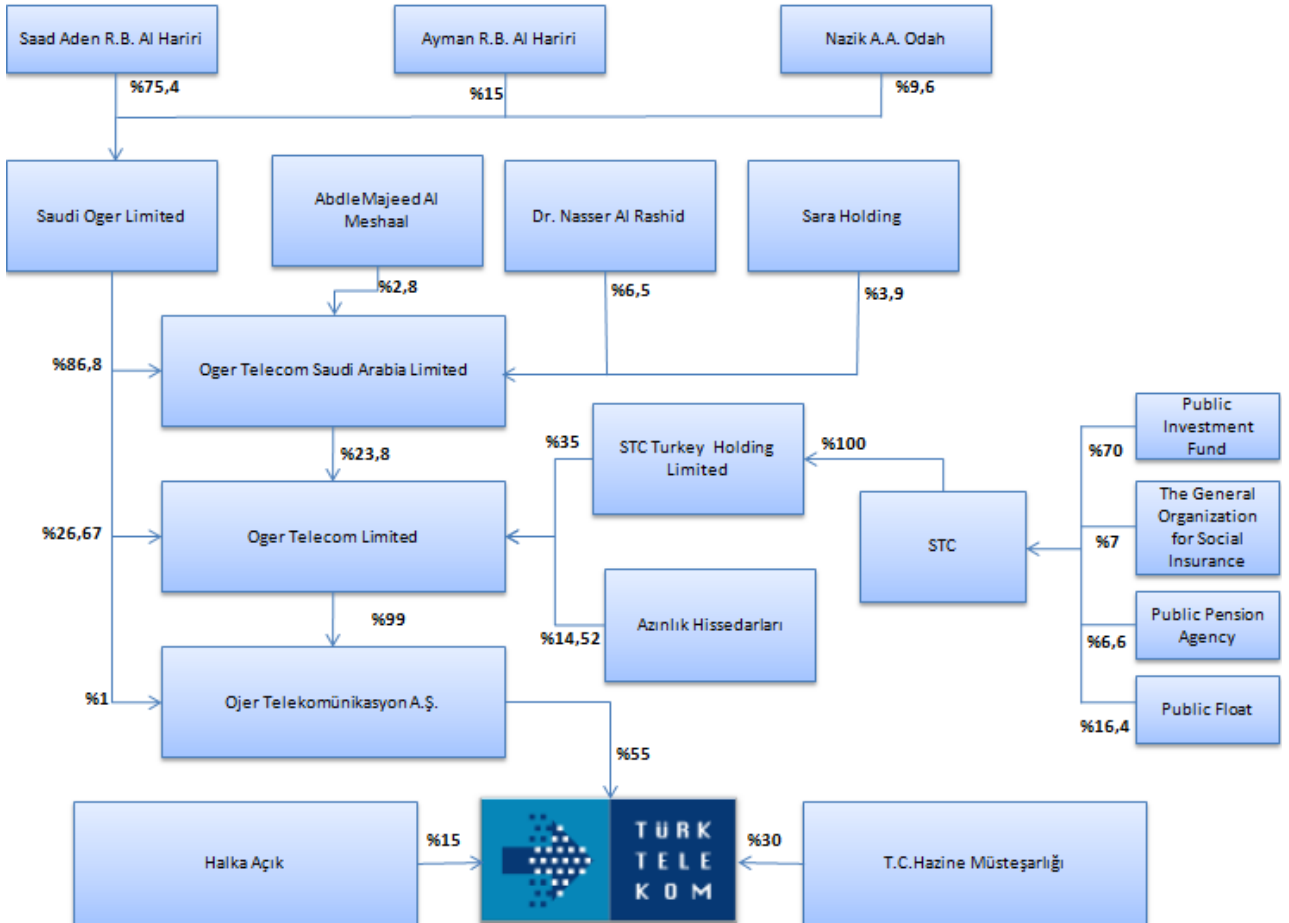 Saad Aden R.B. Al Hariri
Ayman R.B. Al Hariri
Nazik A.A. Odah
%75,4
%15
%9,6
Saudi Oger Limited
AbdleMajeed Al
Meshaal
Dr. Nasser Al Rashid
Sara Holding
%2,8
%6,5
%3,9
%86,8
Oger Telecom Saudi Arabia Limited
%23,8
%35
STC Turkey Holding
Limited
%100
STC
%70
Public
Investment
Fund
%7
The General
Organization
for Social
Insurance
%6,6
Public Pension
Agency
%16,4
Public Float
%26,67
Oger Telecom Limited
%14,52
Azınlık Hissedarları
%99
%1
Ojer Telekomünikasyon A.Ş.
%55
Halka Açık
%15
TÜRK
TELE
KOM
%30
T.C.Hazine Müsteşarlığı